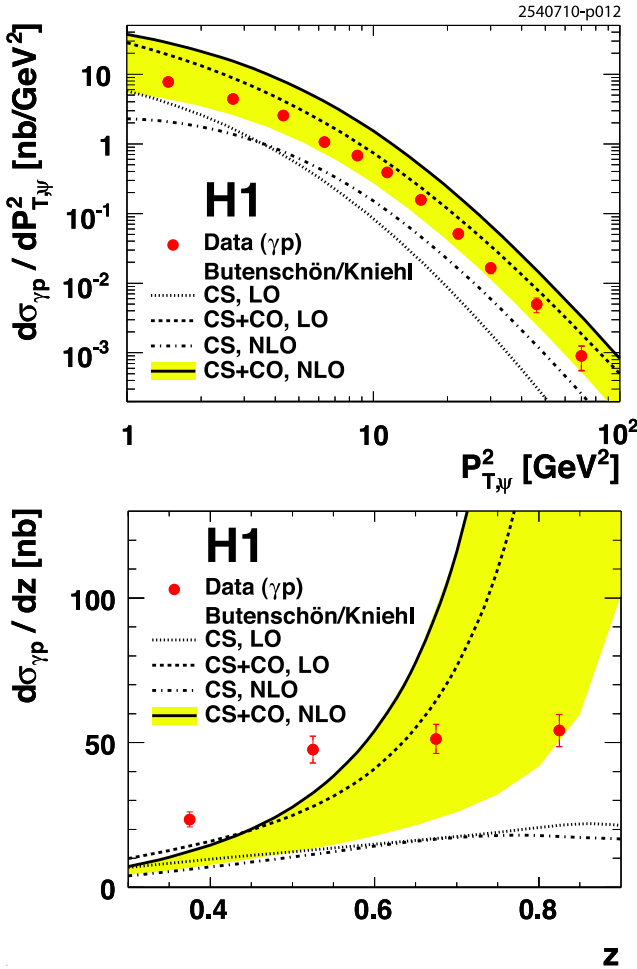 2540710-p012
dσγp / dP²T,ψ [nb/GeV²]
10
1
10⁻¹
10⁻²
10⁻³
H1
Data (γp)
Butenschön/Kniehl
CS, LO
CS+CO, LO
CS, NLO
CS+CO, NLO
1 10 10²
P²T,ψ [GeV²]
dσγp / dz [nb]
100
50
0
H1
Data (γp)
Butenschön/Kniehl
CS, LO
CS+CO, LO
CS, NLO
CS+CO, NLO
0.4 0.6 0.8
z